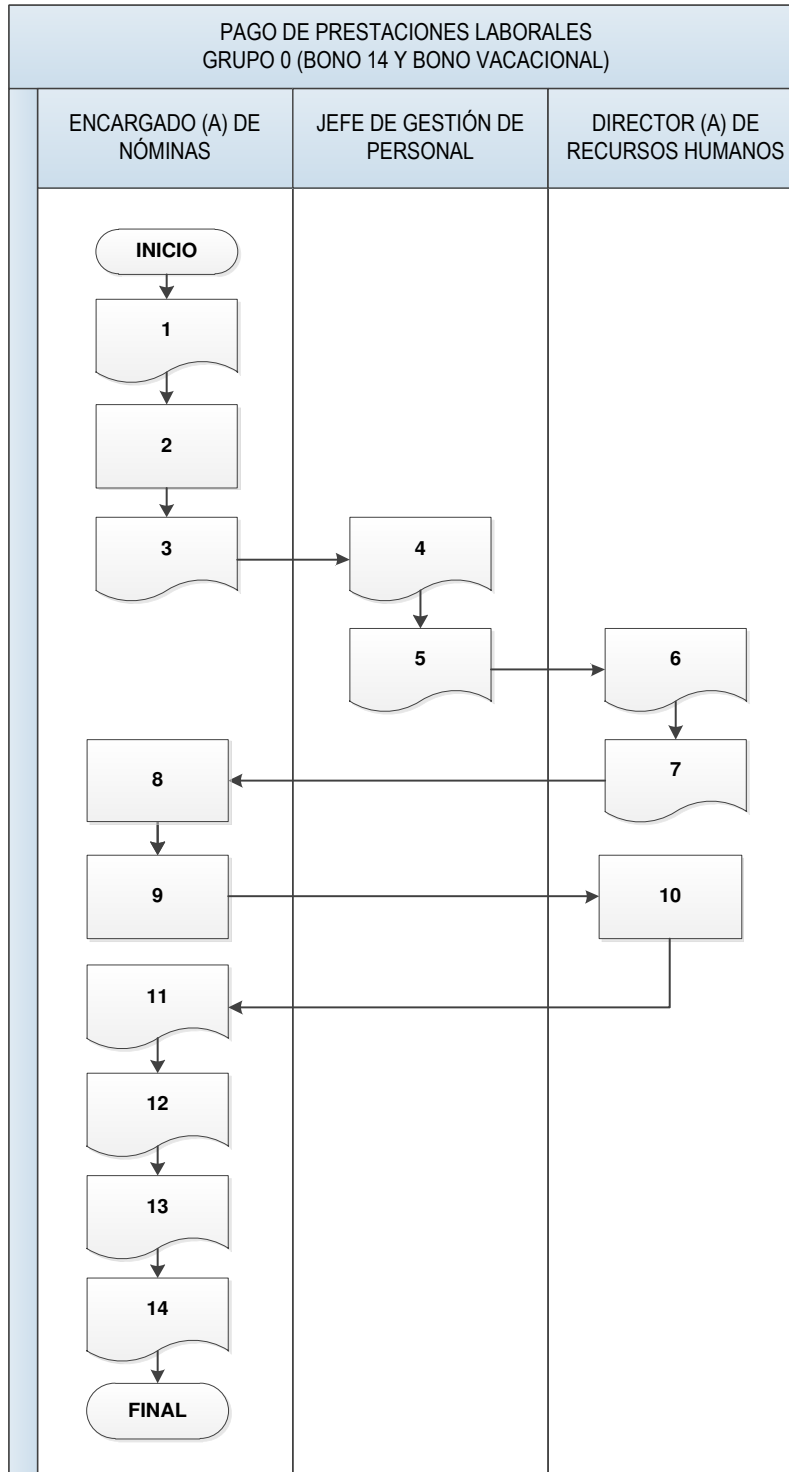 PAGO DE PRESTACIONES LABORALES
GRUPO 0 (BONO 14 Y BONO VACACIONAL)
ENCARGADO (A) DE
NÓMINAS
JEFE DE GESTIÓN DE
PERSONAL
DIRECTOR (A) DE
RECURSOS HUMANOS
INICIO
1
2
3
4
5
6
7
8
9
10
11
12
13
14
FINAL